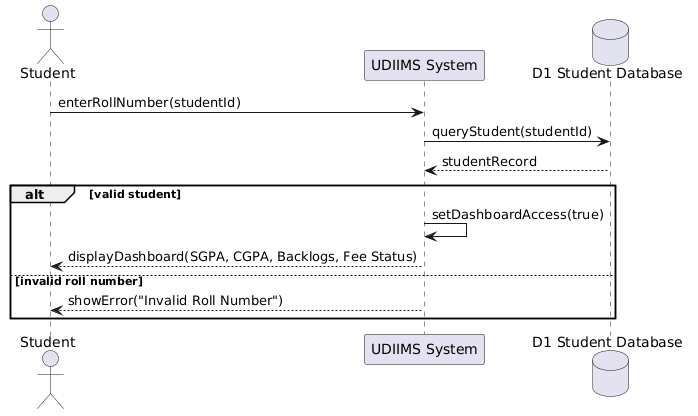 Student
UDIIMS System
D1 Student Database
enterRollNumber(studentId)
queryStudent(studentId)
studentRecord
alt [valid student]
setDashboardAccess(true)
displayDashboard(SGPA, CGPA, Backlogs, Fee Status)
[invalid roll number]
showError("Invalid Roll Number")
Student
UDIIMS System
D1 Student Database